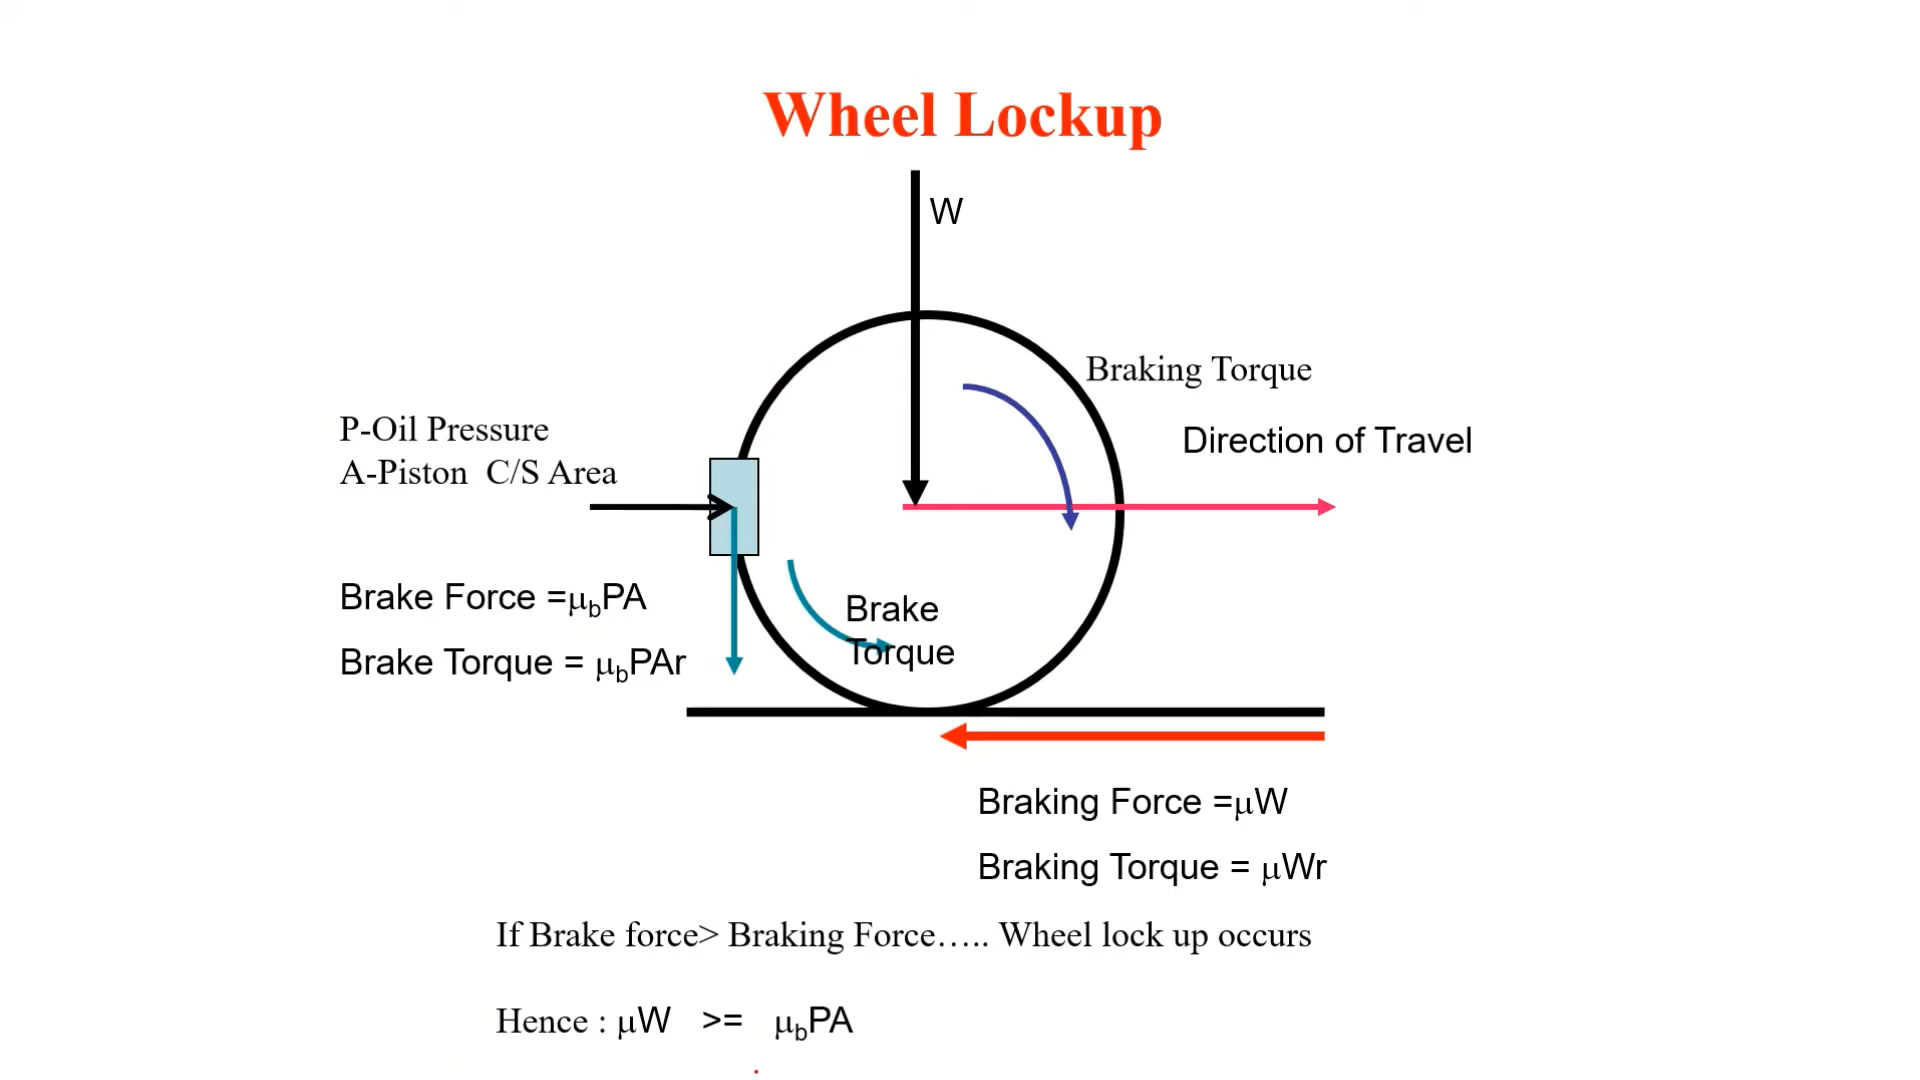 Wheel Lockup
W
Braking Torque
Direction of Travel
P-Oil Pressure
A-Piston  C/S Area
Brake Force =μbPA
Brake Torque = μbPAr
Brake
Torque
Braking Force =μW
Braking Torque = μWr
If Brake force> Braking Force….. Wheel lock up occurs
Hence : μW   >=   μbPA